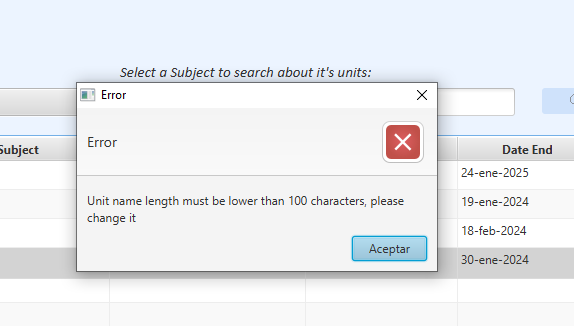 Select a Subject to search about it's units:
Error
Error
Unit name length must be lower than 100 characters, please
change it
Aceptar
Subject
Date End
24-ene-2025
19-ene-2024
18-feb-2024
30-ene-2024